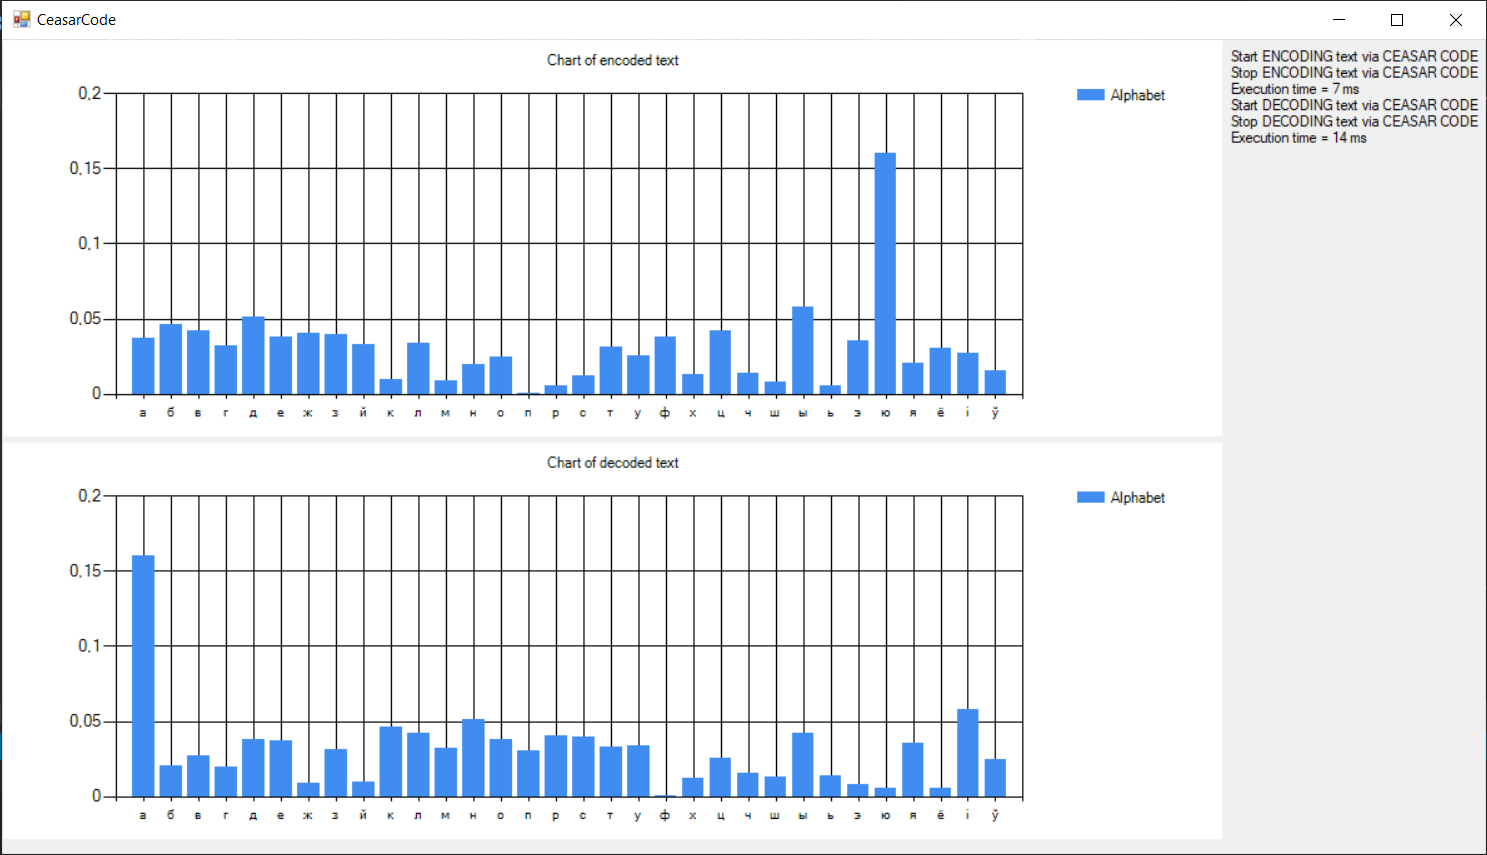 CeasarCode
Chart of encoded text
Alphabet
0,2
0,15
0,1
0,05
0
а б в г д е ж з й к л м н о п р с т у ф х ц ч ш ы ь э ю я ё і ў
Chart of decoded text
Alphabet
0,2
0,15
0,1
0,05
0
а б в г д е ж з й к л м н о п р с т у ф х ц ч ш ы ь э ю я ё і ў
Start ENCODING text via CEASAR CODE
Stop ENCODING text via CEASAR CODE
Execution time = 7 ms
Start DECODING text via CEASAR CODE
Stop DECODING text via CEASAR CODE
Execution time = 14 ms